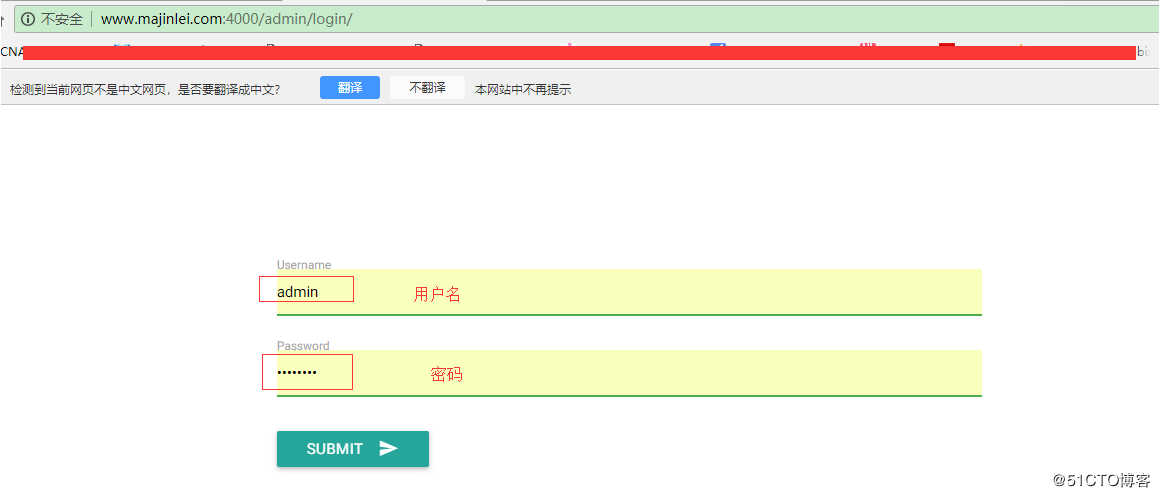 不安全 www.majinlei.com:4000/admin/login/
CNA
检测到当前网页不是中文网页，是否要翻译成中文？ 翻译 不翻译 本网站中不再提示
Username
admin 用户名
Password
•••••••• 密码
SUBMIT
@51CTO博客